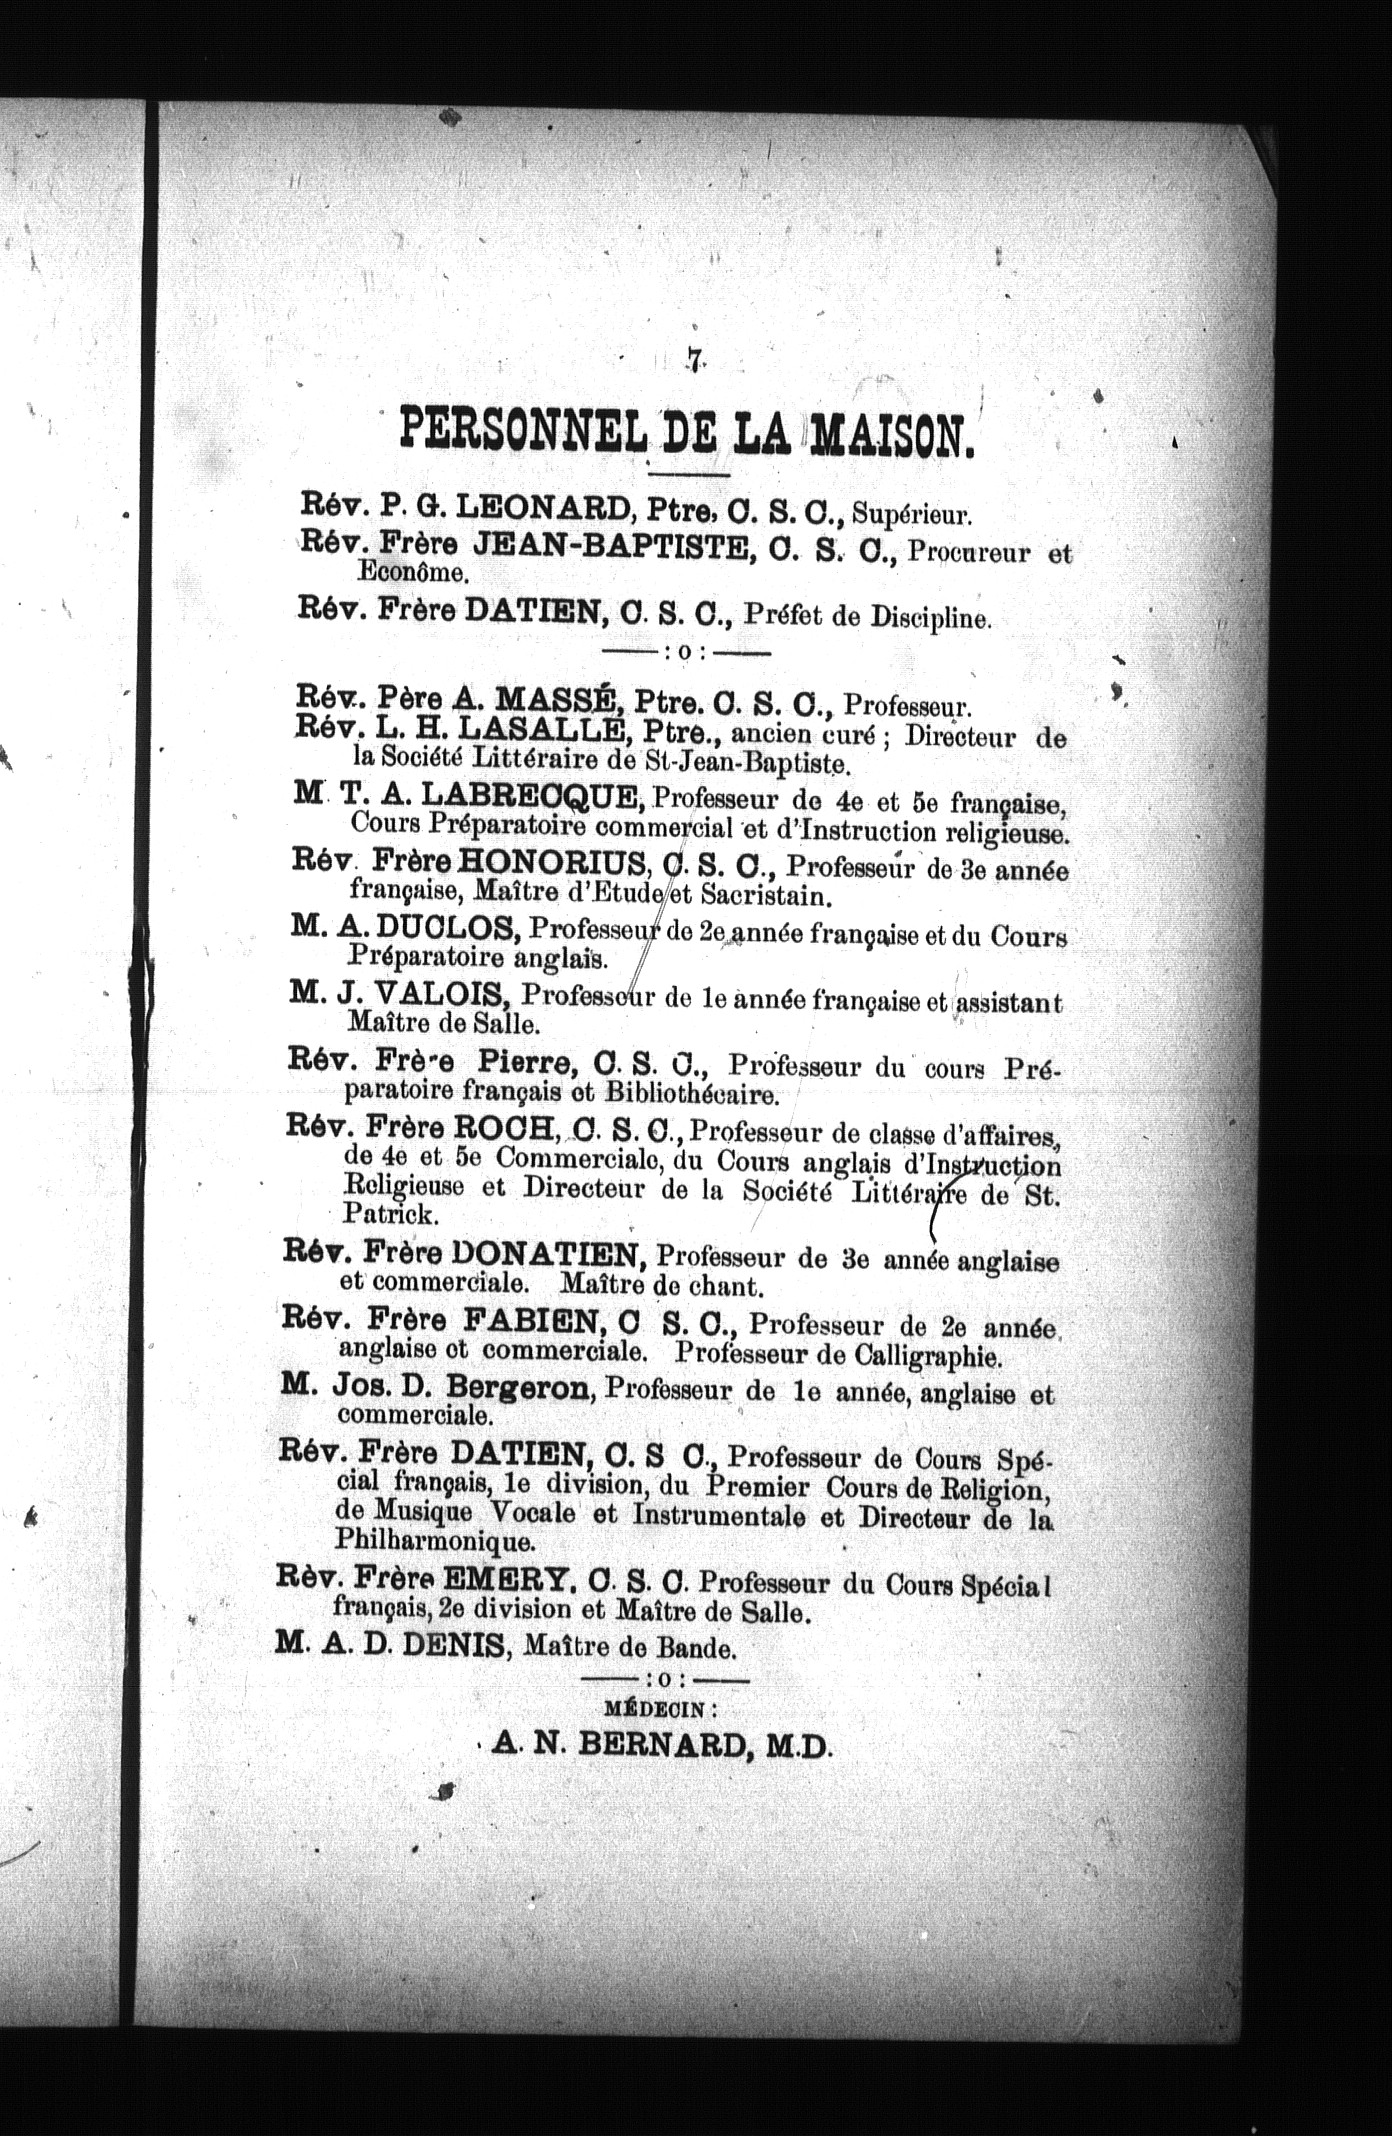 7
PERSONNEL DE LA MAISON.
Rév. P. G. LEONARD, Ptre, C. S. C., Supérieur.
Rév. Frère JEAN-BAPTISTE, C. S. C., Procureur et
Econôme.
Rév. Frère DATIEN, C. S. C., Préfet de Discipline.
——: o :——
Rév. Père A. MASSÉ, Ptre. C. S. C., Professeur.
Rév. L. H. LASALLE, Ptre., ancien curé ; Directeur de
la Société Littéraire de St-Jean-Baptiste.
M T. A. LABRECQUE, Professeur de 4e et 5e française,
Cours Préparatoire commercial et d'Instruction religieuse.
Rév. Frère HONORIUS, C. S. C., Professeur de 3e année
française, Maître d'Etude et Sacristain.
M. A. DUCLOS, Professeur de 2e année française et du Cours
Préparatoire anglais.
M. J. VALOIS, Professeur de 1e année française et assistant
Maître de Salle.
Rév. Frère Pierre, C. S. C., Professeur du cours Pré-
paratoire français et Bibliothécaire.
Rév. Frère ROCH, C. S. C., Professeur de classe d'affaires,
de 4e et 5e Commerciale, du Cours anglais d'Instruction
Religieuse et Directeur de la Société Littéraire de St.
Patrick.
Rév. Frère DONATIEN, Professeur de 3e année anglaise
et commerciale. Maître de chant.
Rév. Frère FABIEN, C S. C., Professeur de 2e année
anglaise et commerciale. Professeur de Calligraphie.
M. Jos. D. Bergeron, Professeur de 1e année, anglaise et
commerciale.
Rév. Frère DATIEN, C. S C., Professeur de Cours Spé-
cial français, 1e division, du Premier Cours de Religion,
de Musique Vocale et Instrumentale et Directeur de la
Philharmonique.
Rèv. Frère EMERY. C. S. C. Professeur du Cours Spécial
français, 2e division et Maître de Salle.
M. A. D. DENIS, Maître de Bande.
——: o :——
MÉDECIN :
A. N. BERNARD, M.D.